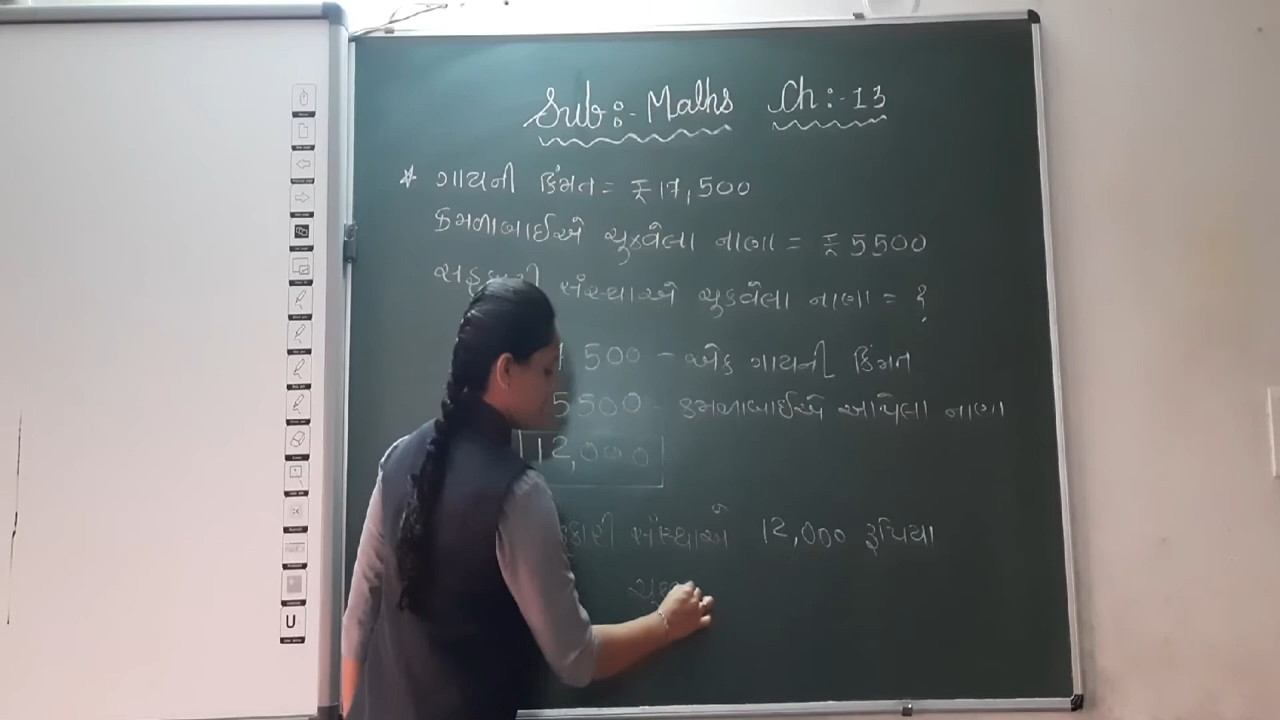 Sub:- Maths Ch:-13
* ગાયની કિંમત = ₹ 17,500
કમળાબાઈએ ચુકવેલા નાણા = ₹ 5500
સહકારી સંસ્થાએ ચુકવેલા નાણા = ?
500 - એક ગાયની કિંમત
5500 - કમળાબાઈએ આપેલા નાણા
12,000
સંસ્થાએ 12,000 રૂપિયા
U